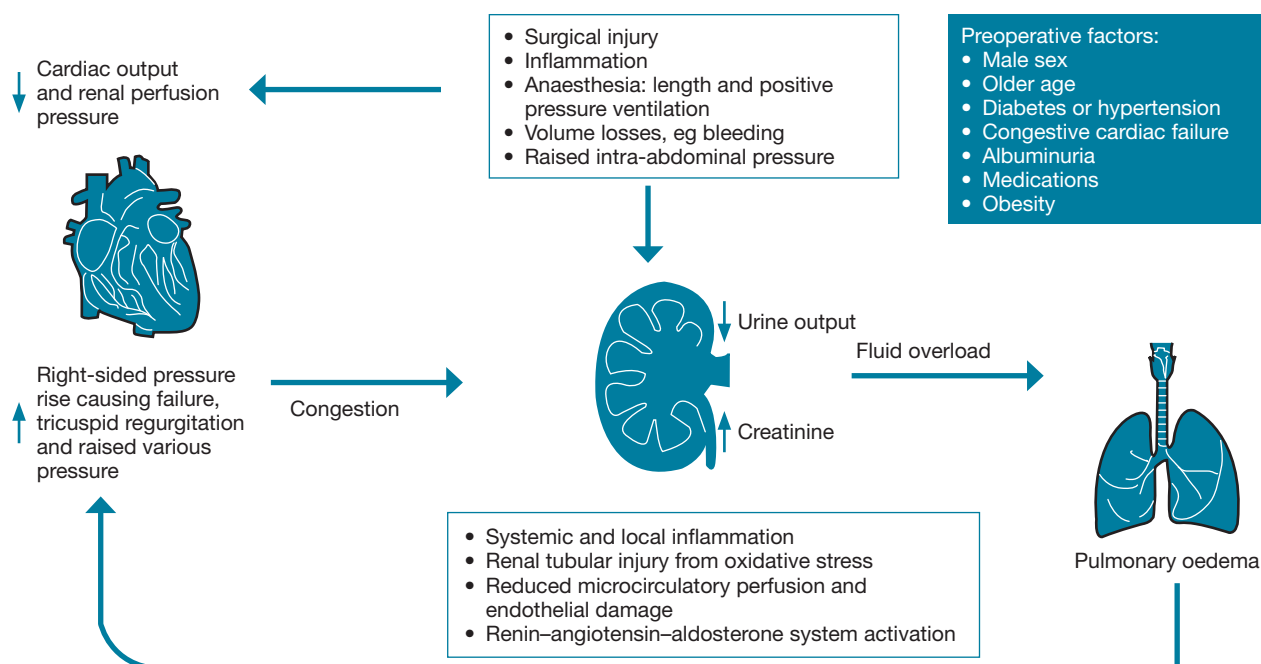 Cardiac output
and renal perfusion
pressure
• Surgical injury
• Inflammation
• Anaesthesia: length and positive
pressure ventilation
• Volume losses, eg bleeding
• Raised intra-abdominal pressure
Preoperative factors:
• Male sex
• Older age
• Diabetes or hypertension
• Congestive cardiac failure
• Albuminuria
• Medications
• Obesity
Right-sided pressure
rise causing failure,
tricuspid regurgitation
and raised various
pressure
Congestion
Urine output
Creatinine
Fluid overload
Pulmonary oedema
• Systemic and local inflammation
• Renal tubular injury from oxidative stress
• Reduced microcirculatory perfusion and
endothelial damage
• Renin–angiotensin–aldosterone system activation